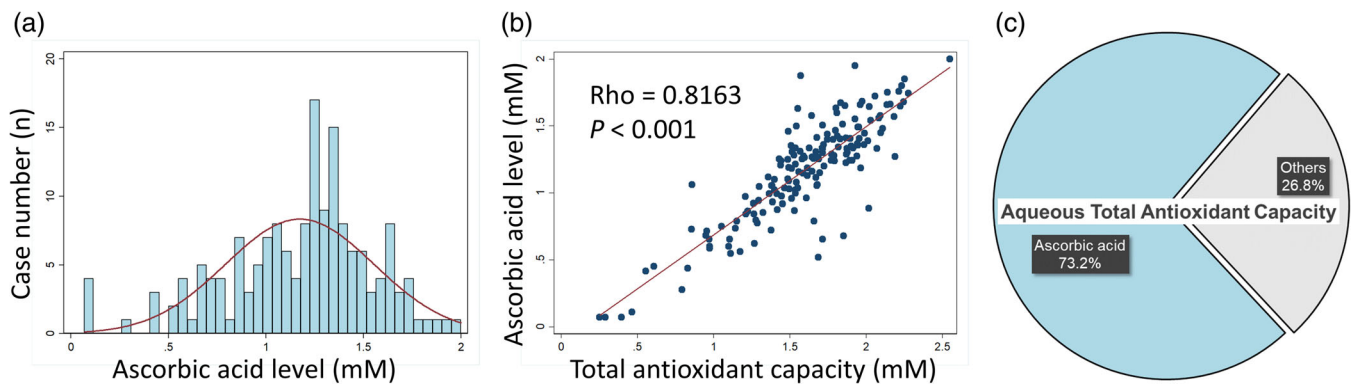 (a)
20
15
10
5
0
Case number (n)
0
.5
1
1.5
2
Ascorbic acid level (mM)
(b)
Rho = 0.8163
P < 0.001
2
1.5
1
.5
0
Ascorbic acid level (mM)
0
.5
1
1.5
2
2.5
Total antioxidant capacity (mM)
(c)
Others
26.8%
Aqueous Total Antioxidant Capacity
Ascorbic acid
73.2%